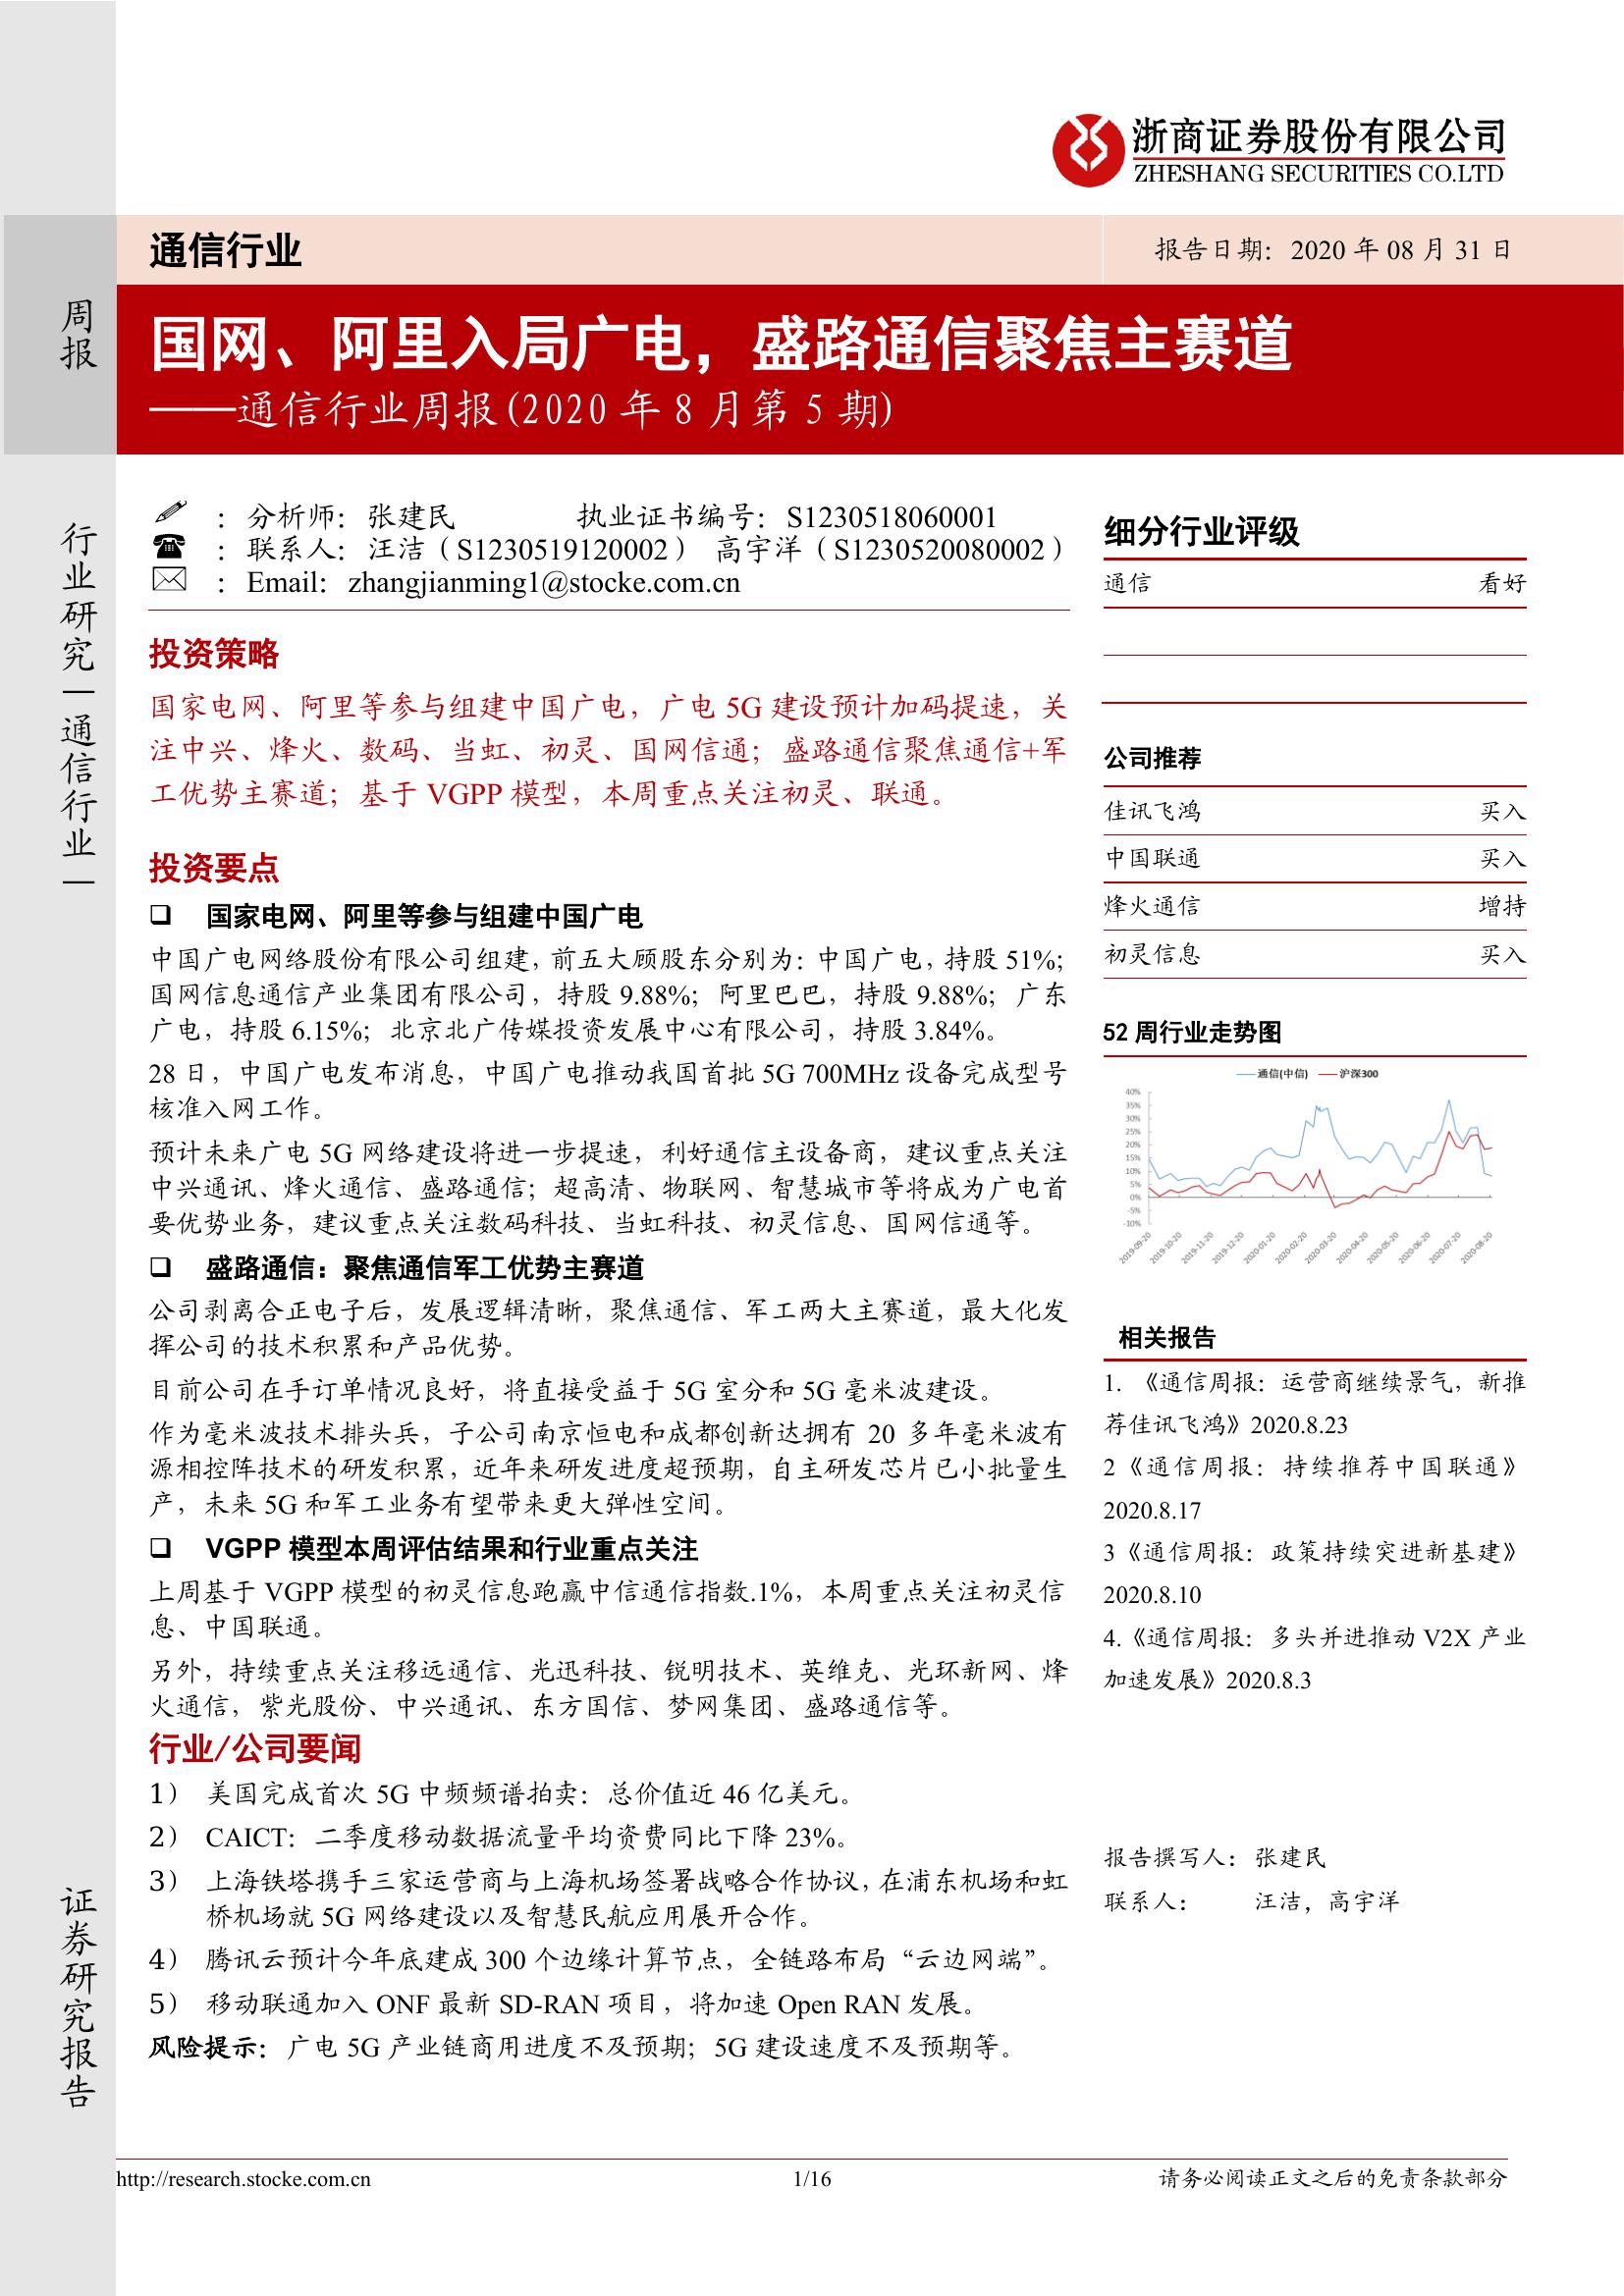 浙商证券股份有限公司
ZHESHANG SECURITIES CO.LTD
周报
行业研究｜通信行业｜
证券研究报告
通信行业
报告日期：2020 年 08 月 31 日
国网、阿里入局广电，盛路通信聚焦主赛道
——通信行业周报(2020 年 8 月第 5 期)
：分析师：张建民 执业证书编号：S1230518060001
：联系人：汪洁（S1230519120002） 高宇洋（S1230520080002）
：Email：zhangjianming1@stocke.com.cn
投资策略
国家电网、阿里等参与组建中国广电，广电 5G 建设预计加码提速，关
注中兴、烽火、数码、当虹、初灵、国网信通；盛路通信聚焦通信+军
工优势主赛道；基于 VGPP 模型，本周重点关注初灵、联通。
投资要点
❑ 国家电网、阿里等参与组建中国广电
中国广电网络股份有限公司组建，前五大顾股东分别为：中国广电，持股 51%；
国网信息通信产业集团有限公司，持股 9.88%；阿里巴巴，持股 9.88%；广东
广电，持股 6.15%；北京北广传媒投资发展中心有限公司，持股 3.84%。
28 日，中国广电发布消息，中国广电推动我国首批 5G 700MHz 设备完成型号
核准入网工作。
预计未来广电 5G 网络建设将进一步提速，利好通信主设备商，建议重点关注
中兴通讯、烽火通信、盛路通信；超高清、物联网、智慧城市等将成为广电首
要优势业务，建议重点关注数码科技、当虹科技、初灵信息、国网信通等。
❑ 盛路通信：聚焦通信军工优势主赛道
公司剥离合正电子后，发展逻辑清晰，聚焦通信、军工两大主赛道，最大化发
挥公司的技术积累和产品优势。
目前公司在手订单情况良好，将直接受益于 5G 室分和 5G 毫米波建设。
作为毫米波技术排头兵，子公司南京恒电和成都创新达拥有 20 多年毫米波有
源相控阵技术的研发积累，近年来研发进度超预期，自主研发芯片已小批量生
产，未来 5G 和军工业务有望带来更大弹性空间。
❑ VGPP 模型本周评估结果和行业重点关注
上周基于 VGPP 模型的初灵信息跑赢中信通信指数.1%，本周重点关注初灵信
息、中国联通。
另外，持续重点关注移远通信、光迅科技、锐明技术、英维克、光环新网、烽
火通信，紫光股份、中兴通讯、东方国信、梦网集团、盛路通信等。
行业/公司要闻
1） 美国完成首次 5G 中频频谱拍卖：总价值近 46 亿美元。
2） CAICT：二季度移动数据流量平均资费同比下降 23%。
3） 上海铁塔携手三家运营商与上海机场签署战略合作协议，在浦东机场和虹
桥机场就 5G 网络建设以及智慧民航应用展开合作。
4） 腾讯云预计今年底建成 300 个边缘计算节点，全链路布局“云边网端”。
5） 移动联通加入 ONF 最新 SD-RAN 项目，将加速 Open RAN 发展。
风险提示：广电 5G 产业链商用进度不及预期；5G 建设速度不及预期等。
细分行业评级
通信 看好
公司推荐
佳讯飞鸿 买入
中国联通 买入
烽火通信 增持
初灵信息 买入
52 周行业走势图
通信(中信) 沪深300
40%
35%
30%
25%
20%
15%
10%
5%
0%
-5%
-10%
2019-09-20 2019-10-20 2019-11-20 2019-12-20 2020-01-20 2020-02-20 2020-03-20 2020-04-20 2020-05-20 2020-06-20 2020-07-20 2020-08-20
相关报告
1. 《通信周报：运营商继续景气，新推
荐佳讯飞鸿》2020.8.23
2《通信周报：持续推荐中国联通》
2020.8.17
3《通信周报：政策持续突进新基建》
2020.8.10
4.《通信周报：多头并进推动 V2X 产业
加速发展》2020.8.3
报告撰写人：张建民
联系人： 汪洁，高宇洋
http://research.stocke.com.cn
1/16
请务必阅读正文之后的免责条款部分